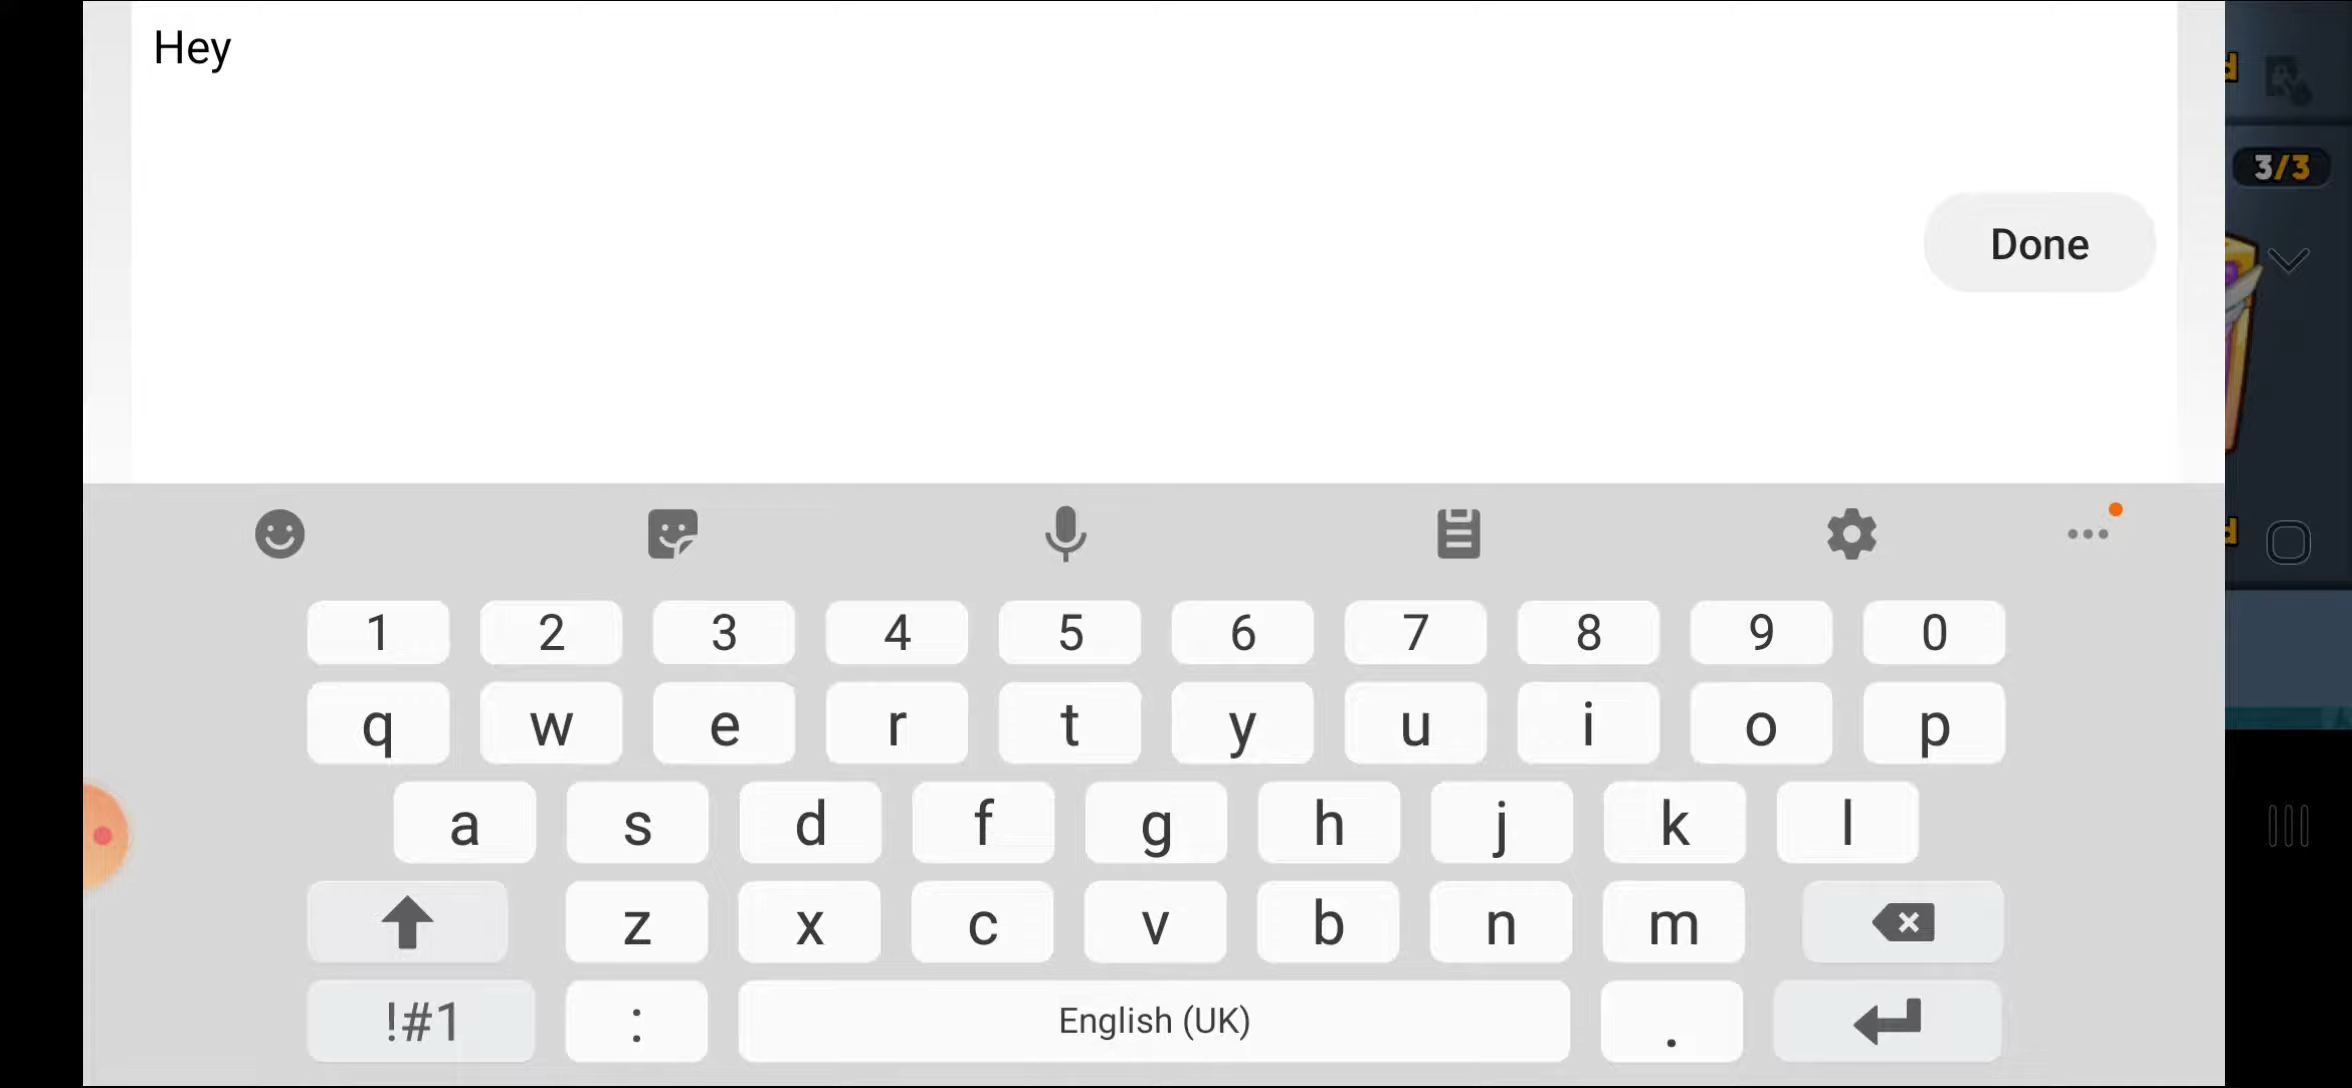 Hey
3/3
Done
1 2 3 4 5 6 7 8 9 0
q w e r t y u i o p
a s d f g h j k l
z x c v b n m
!#1 : English (UK) .